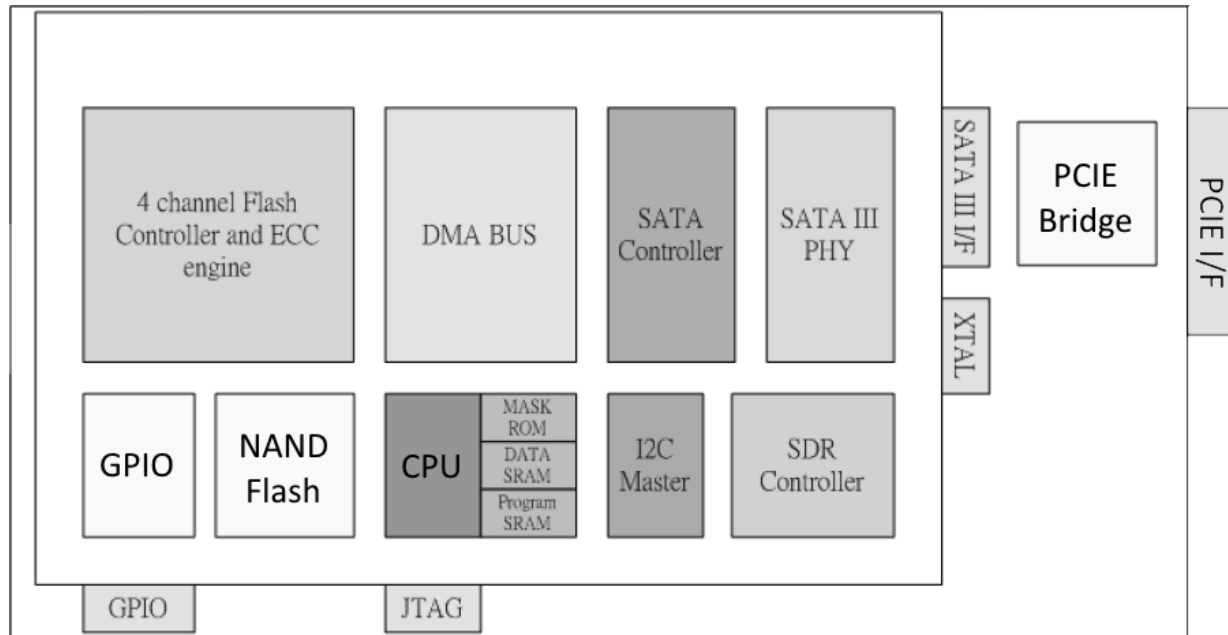 4 channel Flash
Controller and ECC
engine
DMA BUS
SATA
Controller
SATA III
PHY
SATA III I/F
PCIE
Bridge
PCIE I/F
XTAL
GPIO
NAND
Flash
CPU
MASK
ROM
DATA
SRAM
Program
SRAM
I2C
Master
SDR
Controller
GPIO
JTAG